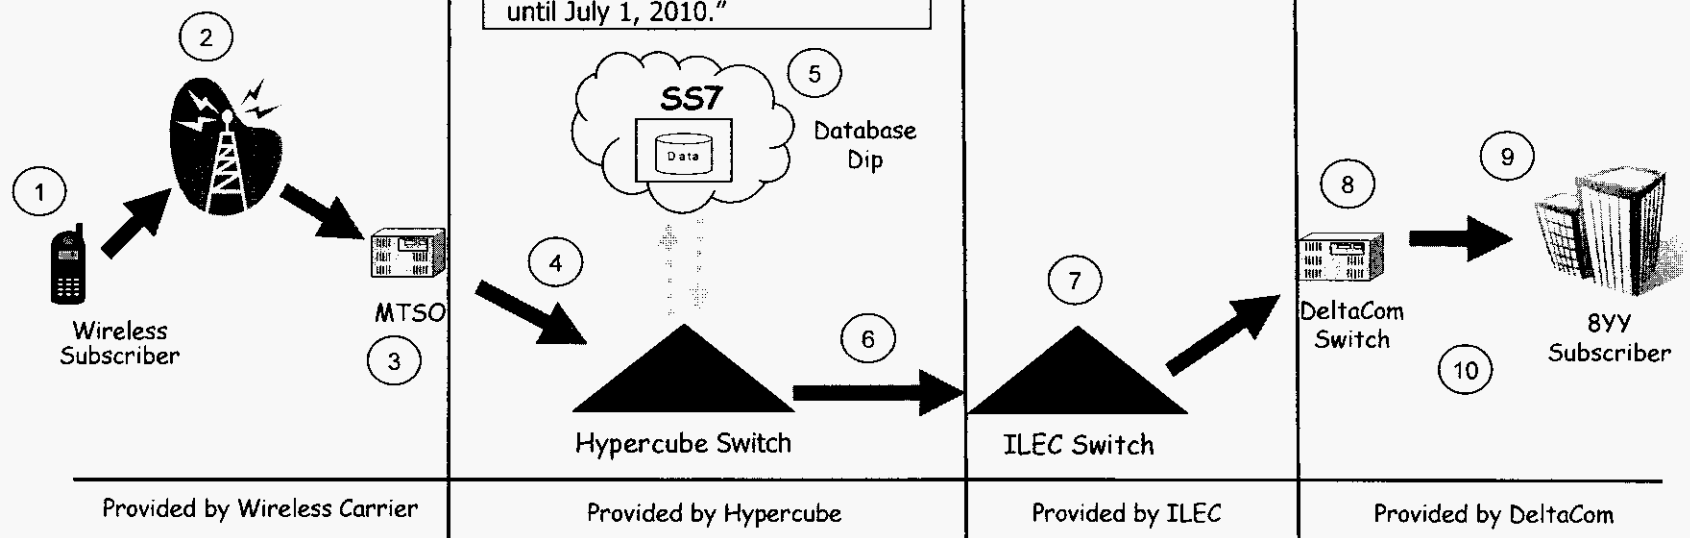 until July 1, 2010.”
2
SS7
Data
5
Database
Dip
1
Wireless
Subscriber
MTSO
3
4
Hypercube Switch
6
7
ILEC Switch
8
DeltaCom
Switch
9
8YY
Subscriber
10
Provided by Wireless Carrier
Provided by Hypercube
Provided by ILEC
Provided by DeltaCom